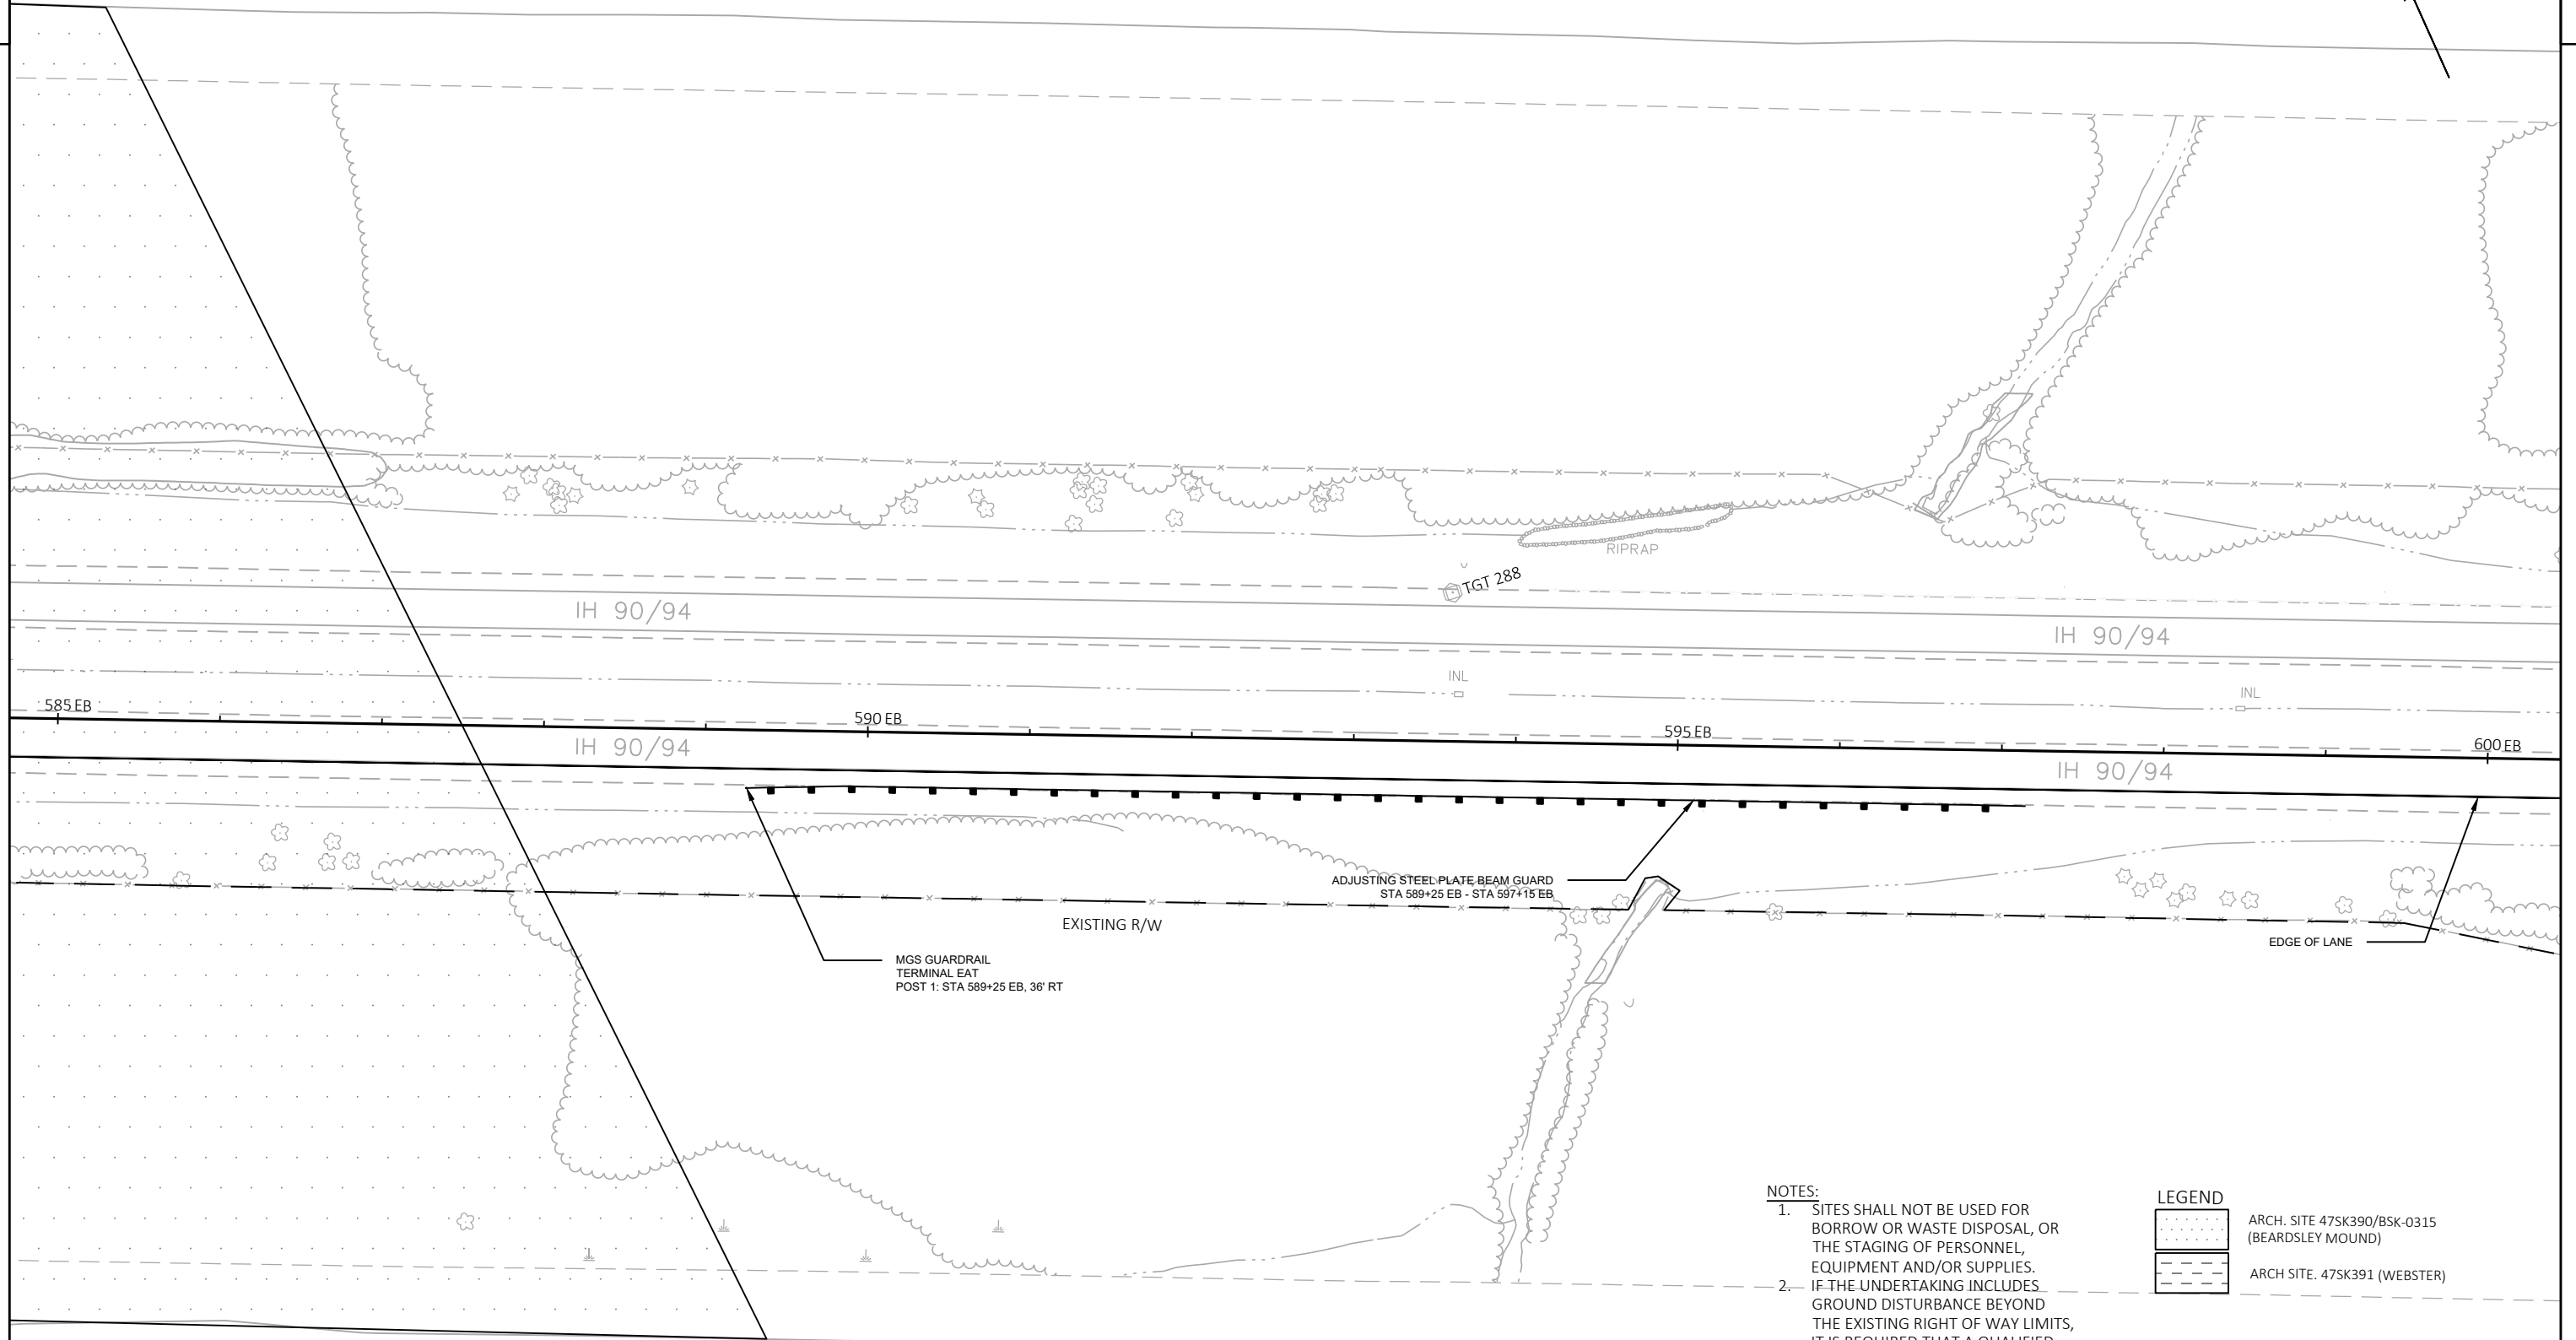 TGT 288
RIPRAP
IH 90/94
IH 90/94
INL
INL
585 EB
590 EB
595 EB
600 EB
IH 90/94
IH 90/94
ADJUSTING STEEL PLATE BEAM GUARD
STA 589+25 EB - STA 597+15 EB
EXISTING R/W
EDGE OF LANE
MGS GUARDRAIL
TERMINAL EAT
POST 1: STA 589+25 EB, 36' RT
NOTES:
1. SITES SHALL NOT BE USED FOR
BORROW OR WASTE DISPOSAL, OR
THE STAGING OF PERSONNEL,
EQUIPMENT AND/OR SUPPLIES.
2. IF THE UNDERTAKING INCLUDES
GROUND DISTURBANCE BEYOND
THE EXISTING RIGHT OF WAY LIMITS,
IT IS REQUIRED THAT A QUALIFIED
LEGEND
ARCH. SITE 47SK390/BSK-0315
(BEARDSLEY MOUND)
ARCH SITE. 47SK391 (WEBSTER)